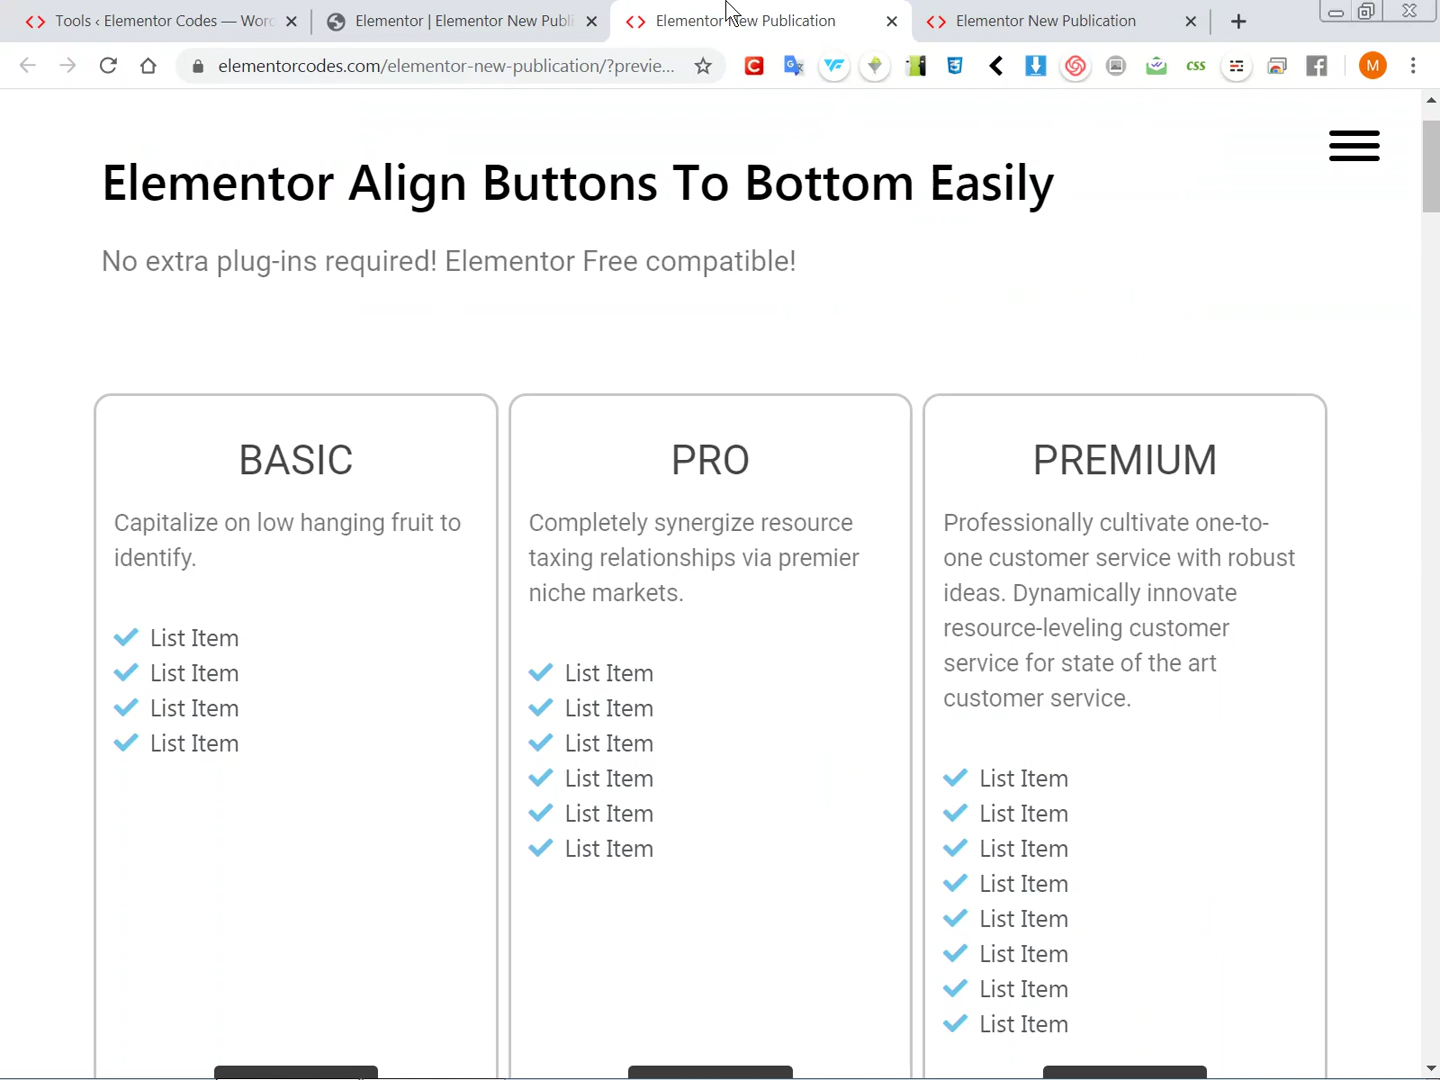 Tools ‹ Elementor Codes — Worc
Elementor | Elementor New Publi
Elementor New Publication
Elementor New Publication
elementorcodes.com/elementor-new-publication/?previe...
C
css
M
Elementor Align Buttons To Bottom Easily
No extra plug-ins required! Elementor Free compatible!
BASIC
Capitalize on low hanging fruit to
identify.
List Item
List Item
List Item
List Item
PRO
Completely synergize resource
taxing relationships via premier
niche markets.
List Item
List Item
List Item
List Item
List Item
List Item
PREMIUM
Professionally cultivate one-to-
one customer service with robust
ideas. Dynamically innovate
resource-leveling customer
service for state of the art
customer service.
List Item
List Item
List Item
List Item
List Item
List Item
List Item
List Item